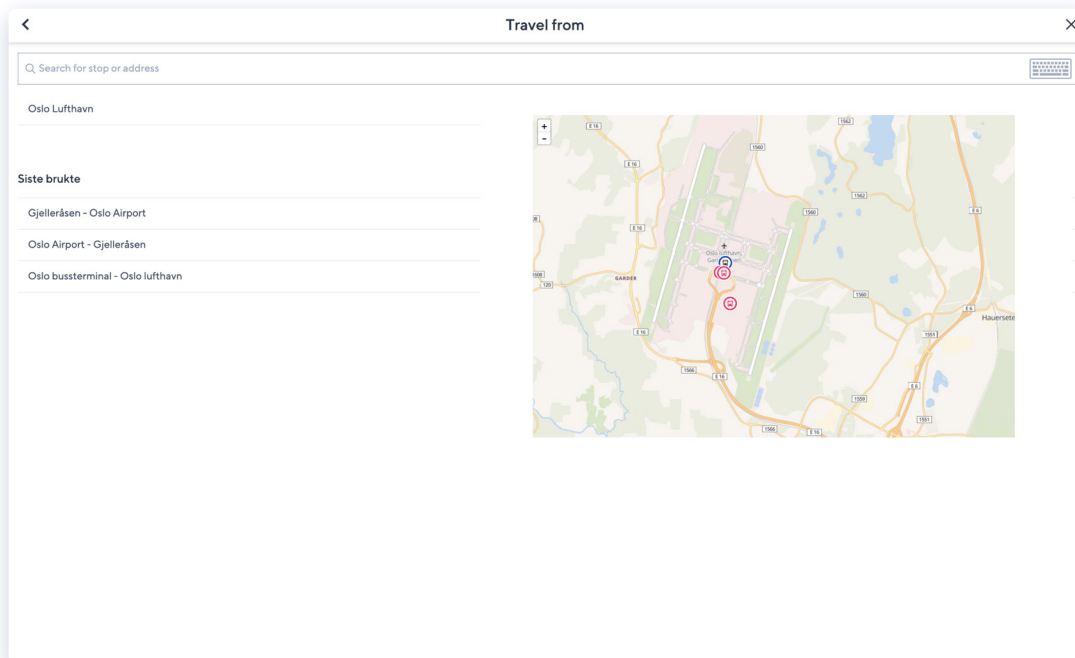 Travel from
Search for stop or address
Oslo Lufthavn
Siste brukte
Gjelleråsen - Oslo Airport
Oslo Airport - Gjelleråsen
Oslo bussterminal - Oslo lufthavn
+
-
E 16
1562
1560
E 16
1562
E 6
1560
E 16
Oslo lufthavn,
GARDER
120
1560
E 6
Hauersete
E 16
1551
1566
E 16
E 6
1559
1551
1566
E 16